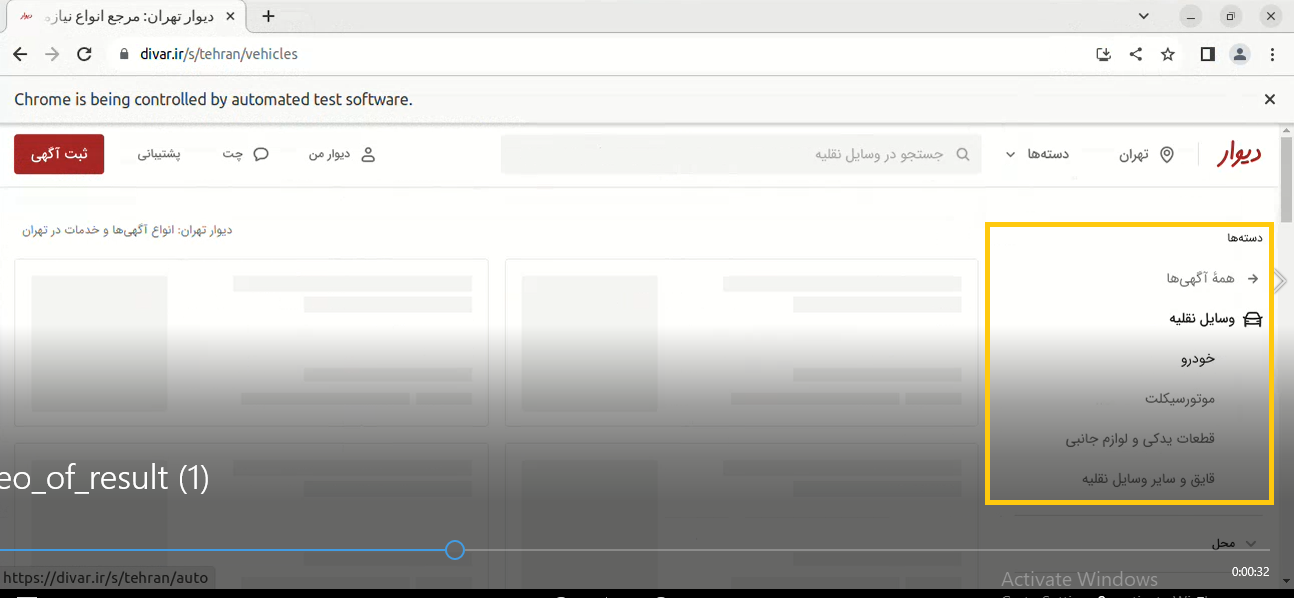 دیوار تهران: مرجع انواع نیازه
divar.ir/s/tehran/vehicles
Chrome is being controlled by automated test software.
دیوار
تهران
دسته‌ها
جستجو در وسایل نقلیه
دیوار من
چت
پشتیبانی
ثبت آگهی
دیوار تهران: انواع آگهی‌ها و خدمات در تهران
دسته‌ها
همهٔ آگهی‌ها
وسایل نقلیه
خودرو
موتورسیکلت
قطعات یدکی و لوازم جانبی
قایق و سایر وسایل نقلیه
eo_of_result (1)
محل
0:00:32
https://divar.ir/s/tehran/auto
Activate Windows